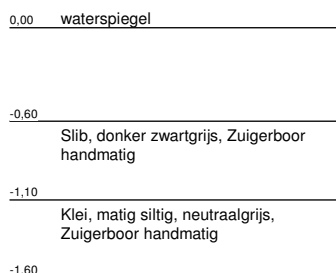 0,00 waterspiegel
-0,60
Slib, donker zwartgrijs, Zuigerboor
handmatig
-1,10
Klei, matig siltig, neutraalgrijs,
Zuigerboor handmatig
-1,60